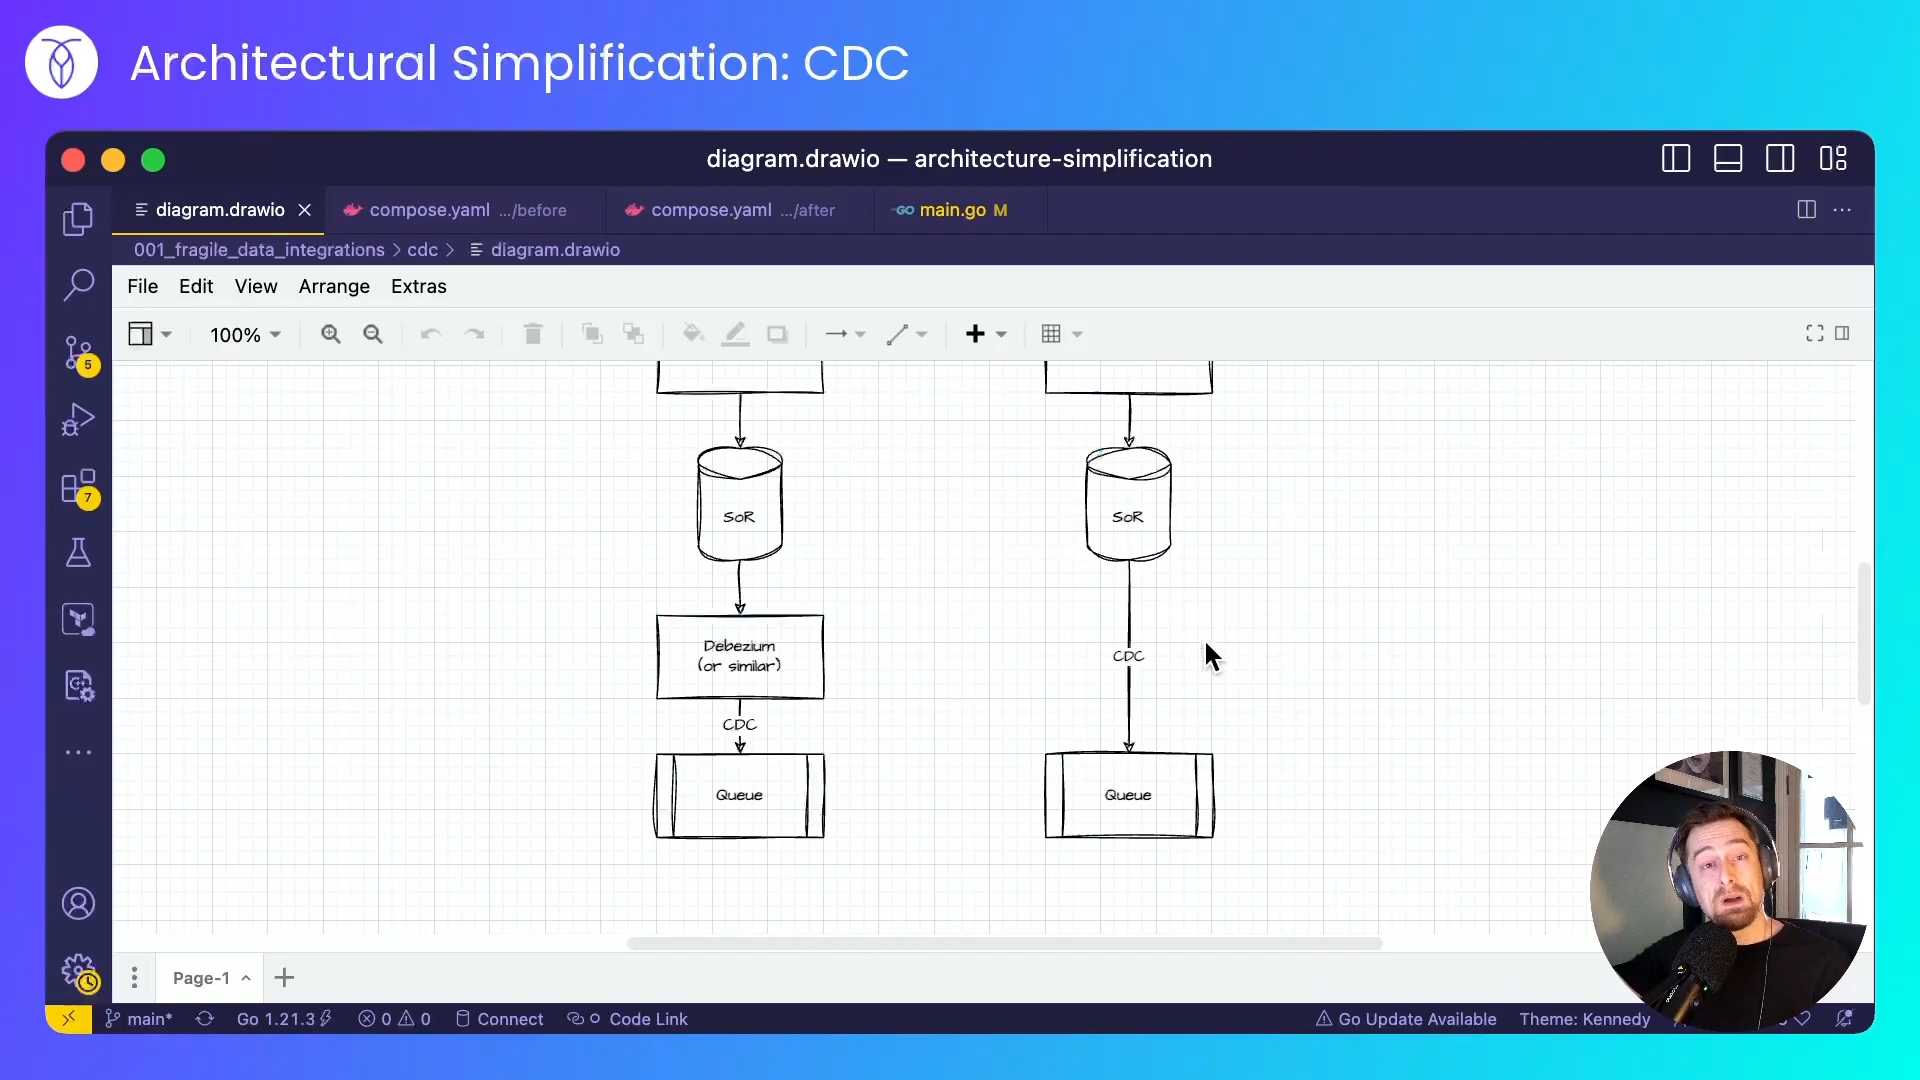 Architectural Simplification: CDC
diagram.drawio — architecture-simplification
diagram.drawio
compose.yaml .../before
compose.yaml .../after
GO main.go M
001_fragile_data_integrations > cdc > diagram.drawio
File Edit View Arrange Extras
100%
5
7
SoR
SoR
Debezium
(or similar)
CDC
CDC
Queue
Queue
Page-1
main*
Go 1.21.3
0
0
Connect
Code Link
Go Update Available
Theme: Kennedy